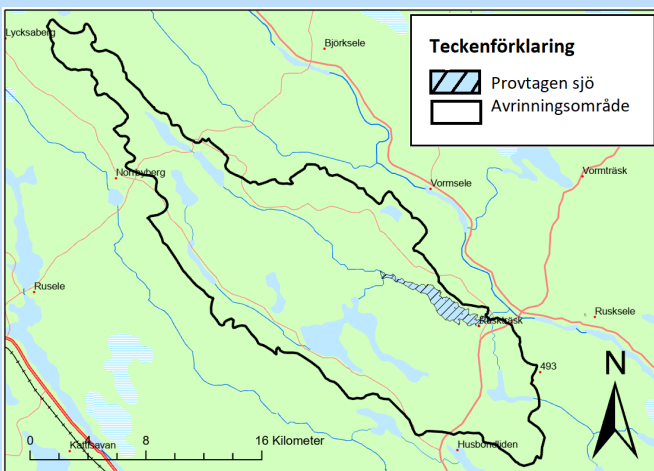 Lycksaberg
Björksele
Teckenförklaring
Provtagen sjö
Avrinningsområde
Norrbyberg
Vormsele
Vormträsk
Rusele
Ruskträsk
Rusksele
493
N
Kattisavan
Husbondliden
0 4 8 16 Kilometer